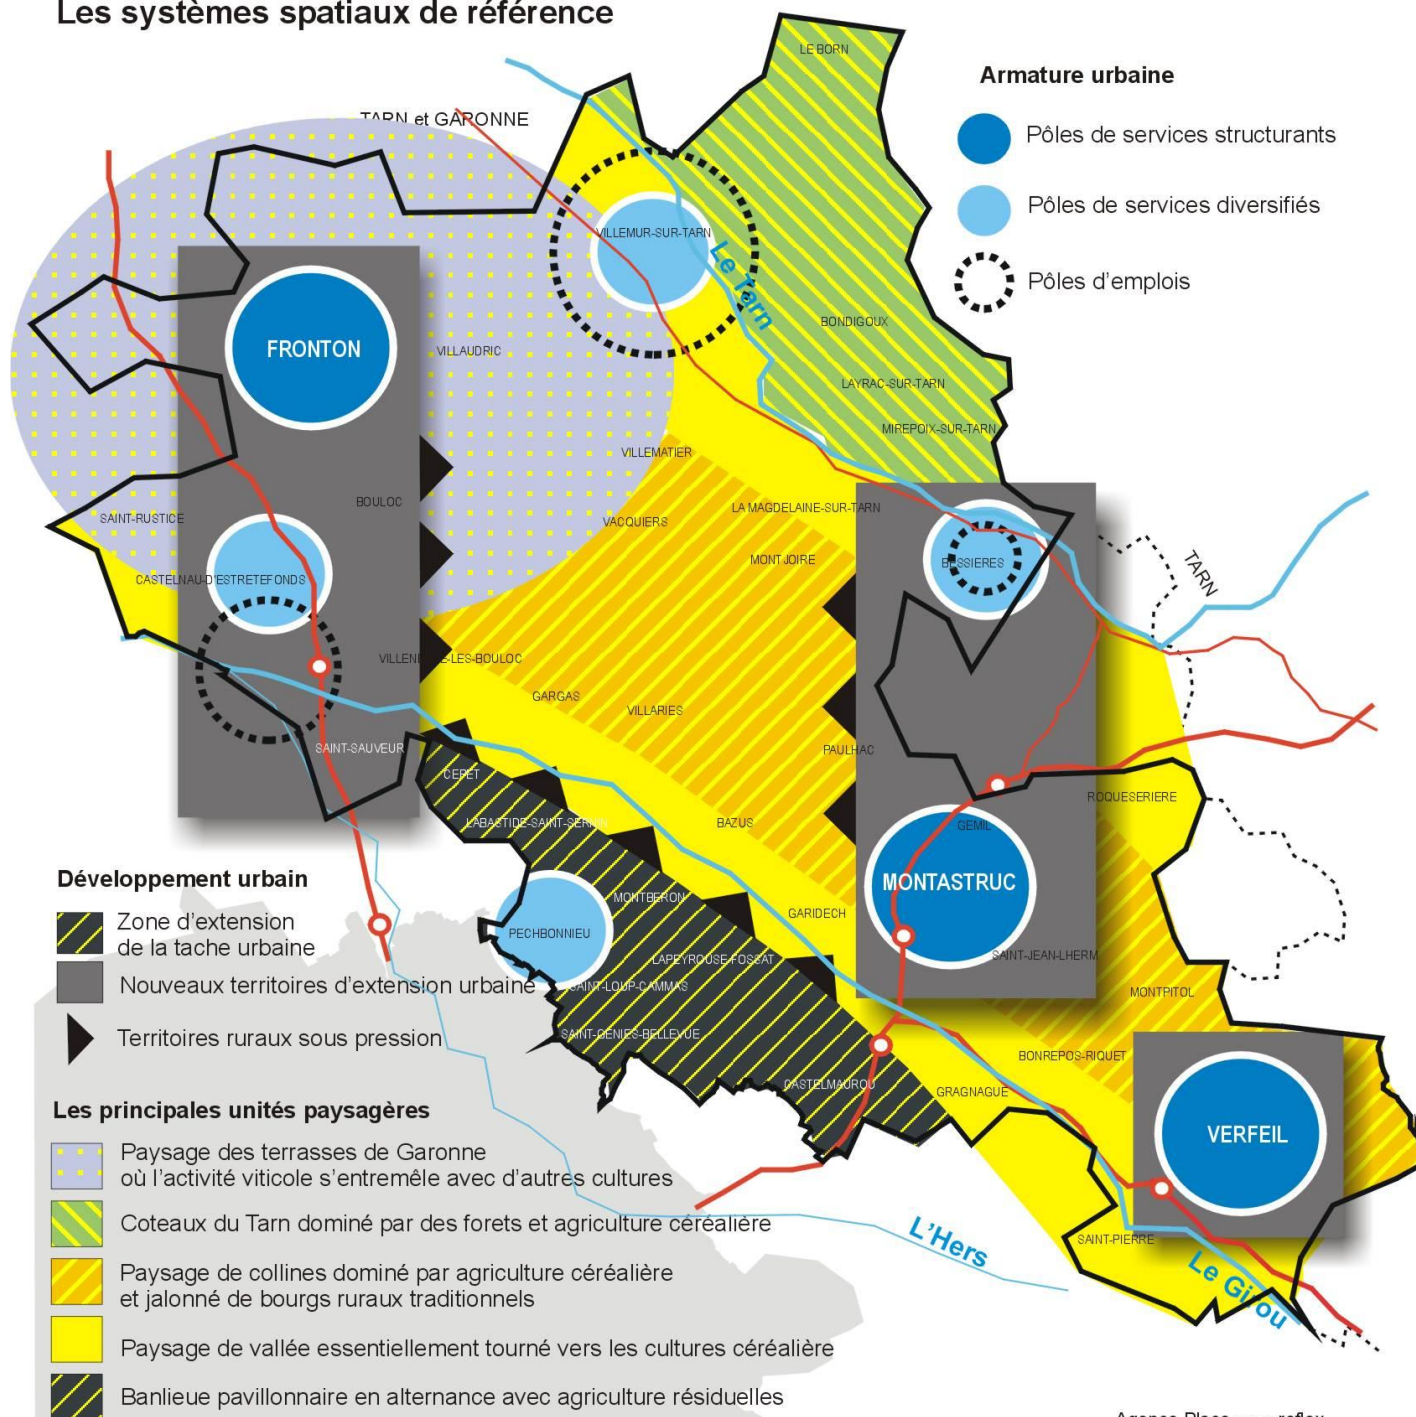 Les systèmes spatiaux de référence
LE BORN
Armature urbaine
TARN et GARONNE
Pôles de services structurants
Pôles de services diversifiés
VILLEMUR-SUR-TARN
Le Tarn
Pôles d'emplois
BONDIGOUX
FRONTON
VILLAUDRIC
LAYRAC-SUR-TARN
MIREPOIX-SUR-TARN
VILLEMATIER
BOULOC
LA MAGDELAINE-SUR-TARN
SAINT-RUSTICE
VACQUIERS
MONTJOIRE
BESSIERES
TARN
CASTELNAU-D'ESTRETEFONDS
VILLENEUVE-LES-BOULOC
GARGAS
VILLARIES
SAINT-SAUVEUR
PAULHAC
CEPET
ROQUESERIERE
LABASTIDE-SAINT-SERNIN
BAZUS
GEMIL
MONTASTRUC
MONTBERON
GARIDECH
PECHBONNIEU
LAPEYROUSE-FOSSAT
SAINT-JEAN-LHERM
SAINT-LOUP-CAMMAS
MONTPITOL
SAINT-GENIES-BELLEVUE
BONREPOS-RIQUET
CASTELMAUROU
GRAGNAGUE
VERFEIL
SAINT-PIERRE
L'Hers
Le Girou
Développement urbain
Zone d'extension
de la tache urbaine
Nouveaux territoires d'extension urbaine
Territoires ruraux sous pression
Les principales unités paysagères
Paysage des terrasses de Garonne
où l'activité viticole s'entremêle avec d'autres cultures
Coteaux du Tarn dominé par des forets et agriculture céréalière
Paysage de collines dominé par agriculture céréalière
et jalonné de bourgs ruraux traditionnels
Paysage de vallée essentiellement tourné vers les cultures céréalière
Banlieue pavillonnaire en alternance avec agriculture résiduelles